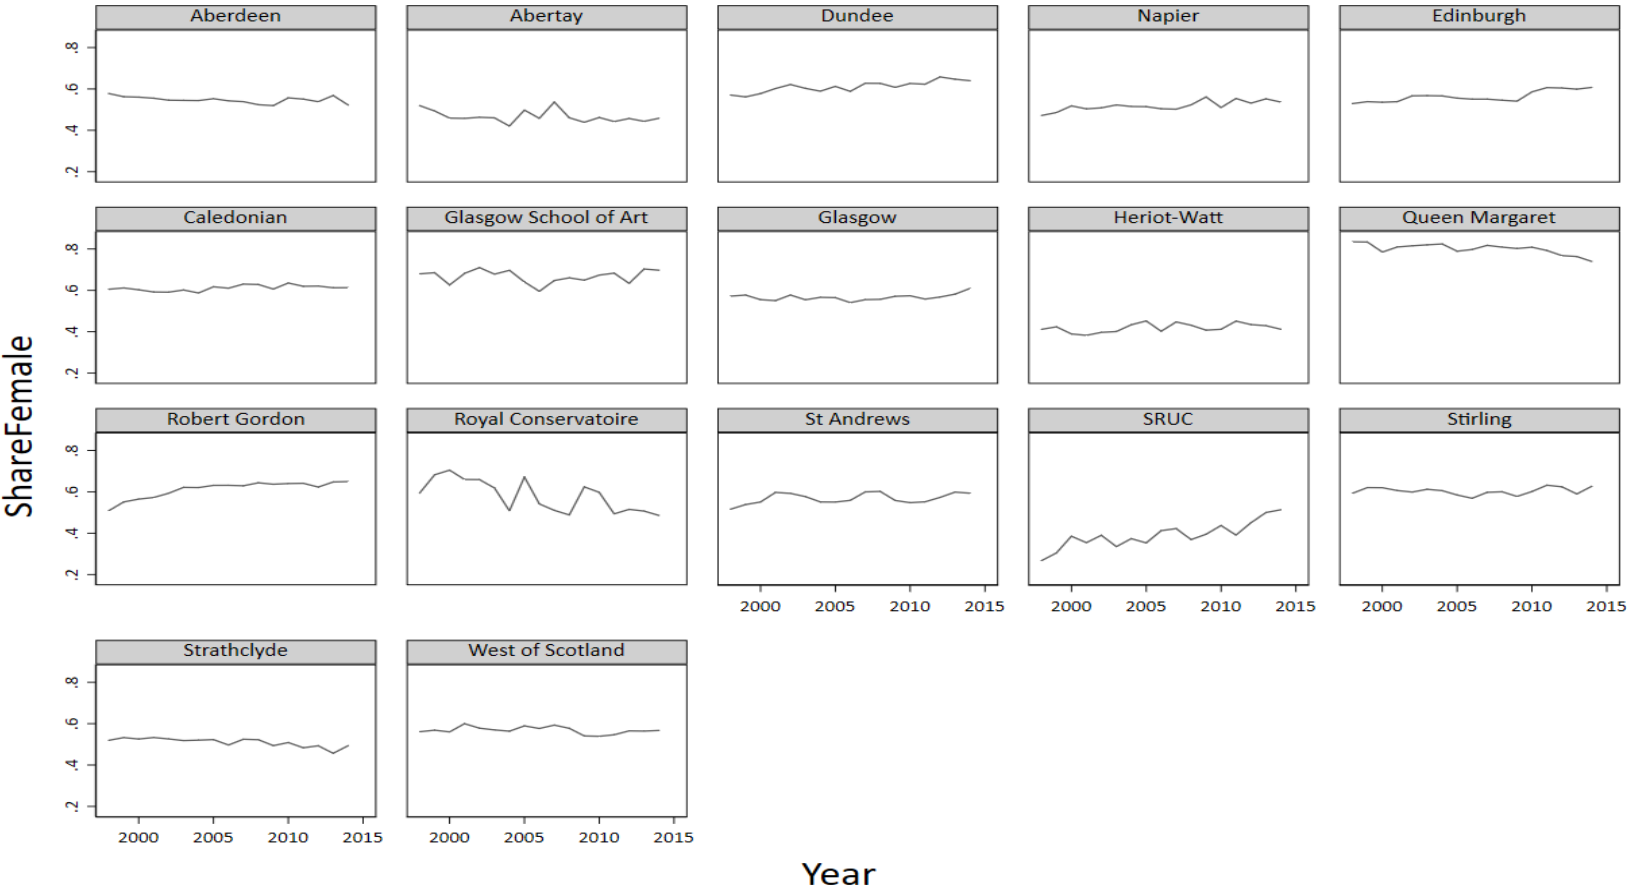 Aberdeen Abertay Dundee Napier Edinburgh
.8
.6
.4
.2
Caledonian Glasgow School of Art Glasgow Heriot-Watt Queen Margaret
.8
.6
.4
.2
Robert Gordon Royal Conservatoire St Andrews SRUC Stirling
.8
.6
.4
.2
2000 2005 2010 2015 2000 2005 2010 2015 2000 2005 2010 2015
Strathclyde West of Scotland
.8
.6
.4
.2
2000 2005 2010 2015 2000 2005 2010 2015
ShareFemale
Year